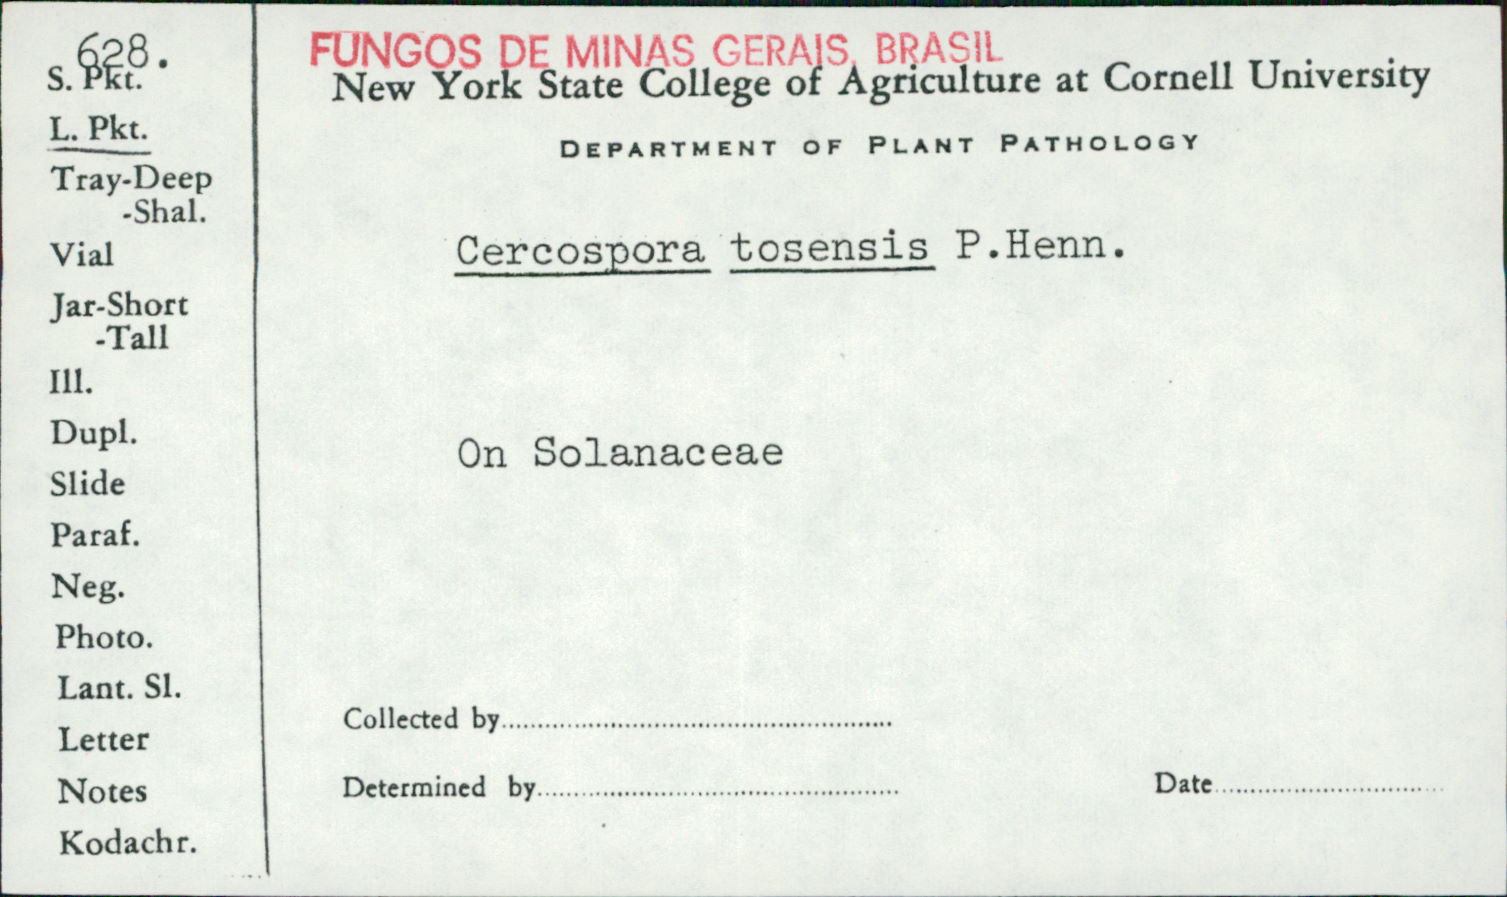 628.
S. Pkt.
L. Pkt.
Tray-Deep
-Shal.
Vial
Jar-Short
-Tall
Ill.
Dupl.
Slide
Paraf.
Neg.
Photo.
Lant. Sl.
Letter
Notes
Kodachr.
FUNGOS DE MINAS GERAIS, BRASIL
New York State College of Agriculture at Cornell University
DEPARTMENT OF PLANT PATHOLOGY
Cercospora tosensis P.Henn.
On Solanaceae
Collected by
Determined by
Date